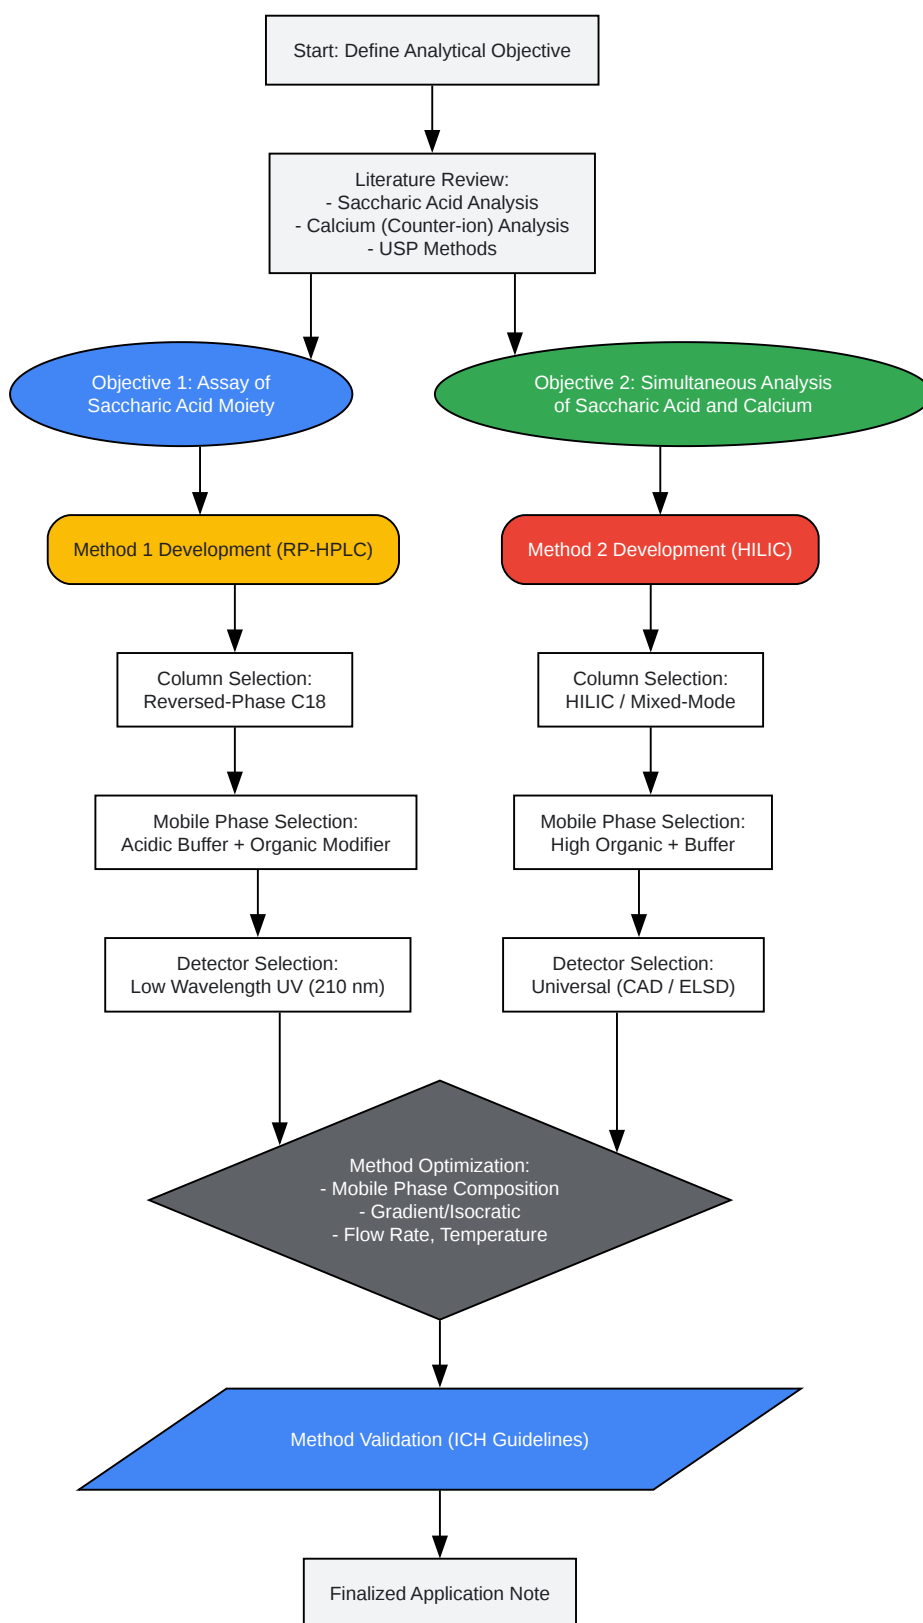 Start: Define Analytical Objective
Literature Review:
- Saccharic Acid Analysis
- Calcium (Counter-ion) Analysis
- USP Methods
Objective 1: Assay of
Saccharic Acid Moiety
Objective 2: Simultaneous Analysis
of Saccharic Acid and Calcium
Method 1 Development (RP-HPLC)
Method 2 Development (HILIC)
Column Selection:
Reversed-Phase C18
Column Selection:
HILIC / Mixed-Mode
Mobile Phase Selection:
Acidic Buffer + Organic Modifier
Mobile Phase Selection:
High Organic + Buffer
Detector Selection:
Low Wavelength UV (210 nm)
Detector Selection:
Universal (CAD / ELSD)
Method Optimization:
- Mobile Phase Composition
- Gradient/Isocratic
- Flow Rate, Temperature
Method Validation (ICH Guidelines)
Finalized Application Note